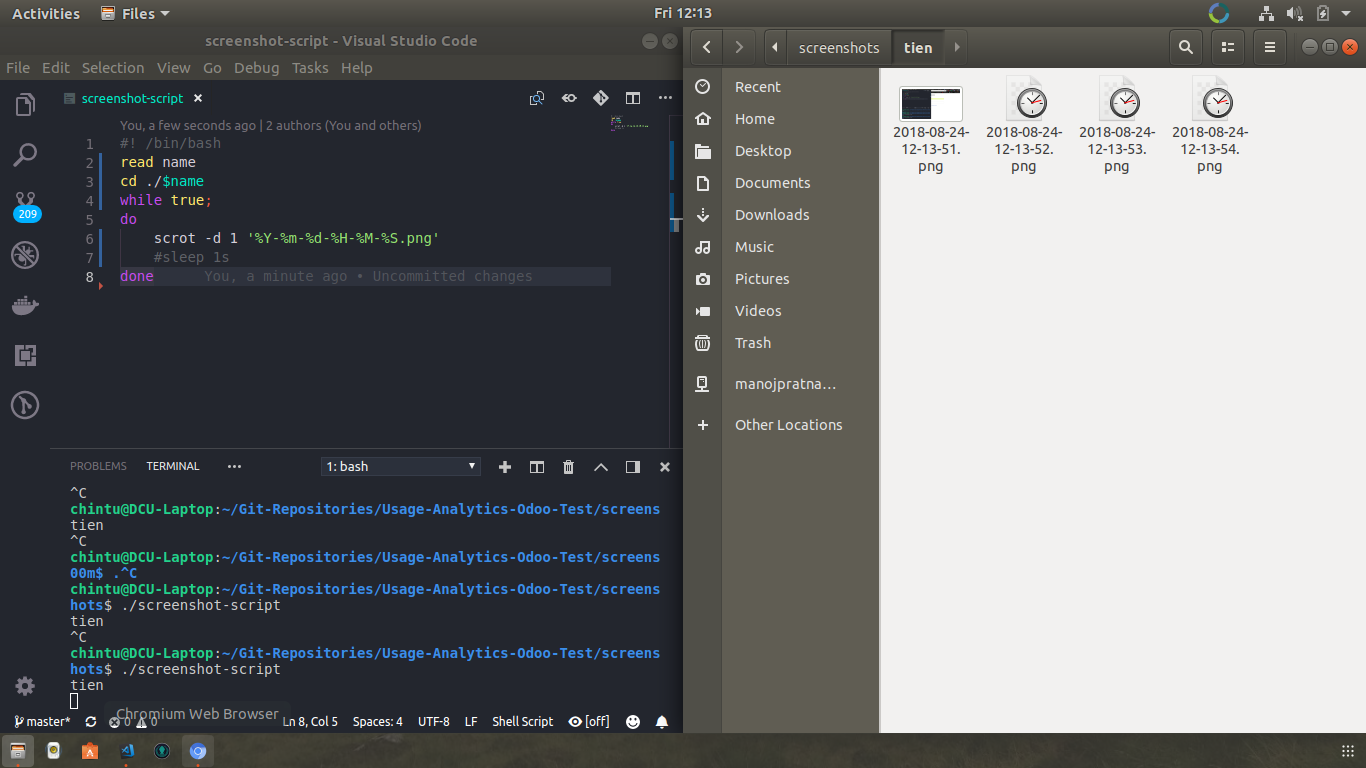 Activities Files Fri 12:13
screenshot-script - Visual Studio Code
File Edit Selection View Go Debug Tasks Help
screenshot-script
You, a few seconds ago | 2 authors (You and others)
1 #! /bin/bash
2 read name
3 cd ./$name
4 while true;
5 do
6 scrot -d 1 '%Y-%m-%d-%H-%M-%S.png'
7 #sleep 1s
8 done You, a minute ago • Uncommitted changes
209
PROBLEMS TERMINAL ••• 1: bash
^C
chintu@DCU-Laptop:~/Git-Repositories/Usage-Analytics-Odoo-Test/screens
tien
^C
chintu@DCU-Laptop:~/Git-Repositories/Usage-Analytics-Odoo-Test/screens
00m$ .^C
chintu@DCU-Laptop:~/Git-Repositories/Usage-Analytics-Odoo-Test/screens
hots$ ./screenshot-script
tien
^C
chintu@DCU-Laptop:~/Git-Repositories/Usage-Analytics-Odoo-Test/screens
hots$ ./screenshot-script
tien
master* 0 0 Ln 8, Col 5 Spaces: 4 UTF-8 LF Shell Script [off]
Chromium Web Browser
screenshots tien
Recent
Home
Desktop
Documents
Downloads
Music
Pictures
Videos
Trash
manojpratna…
Other Locations
2018-08-24-
12-13-51.
png
2018-08-24-
12-13-52.
png
2018-08-24-
12-13-53.
png
2018-08-24-
12-13-54.
png